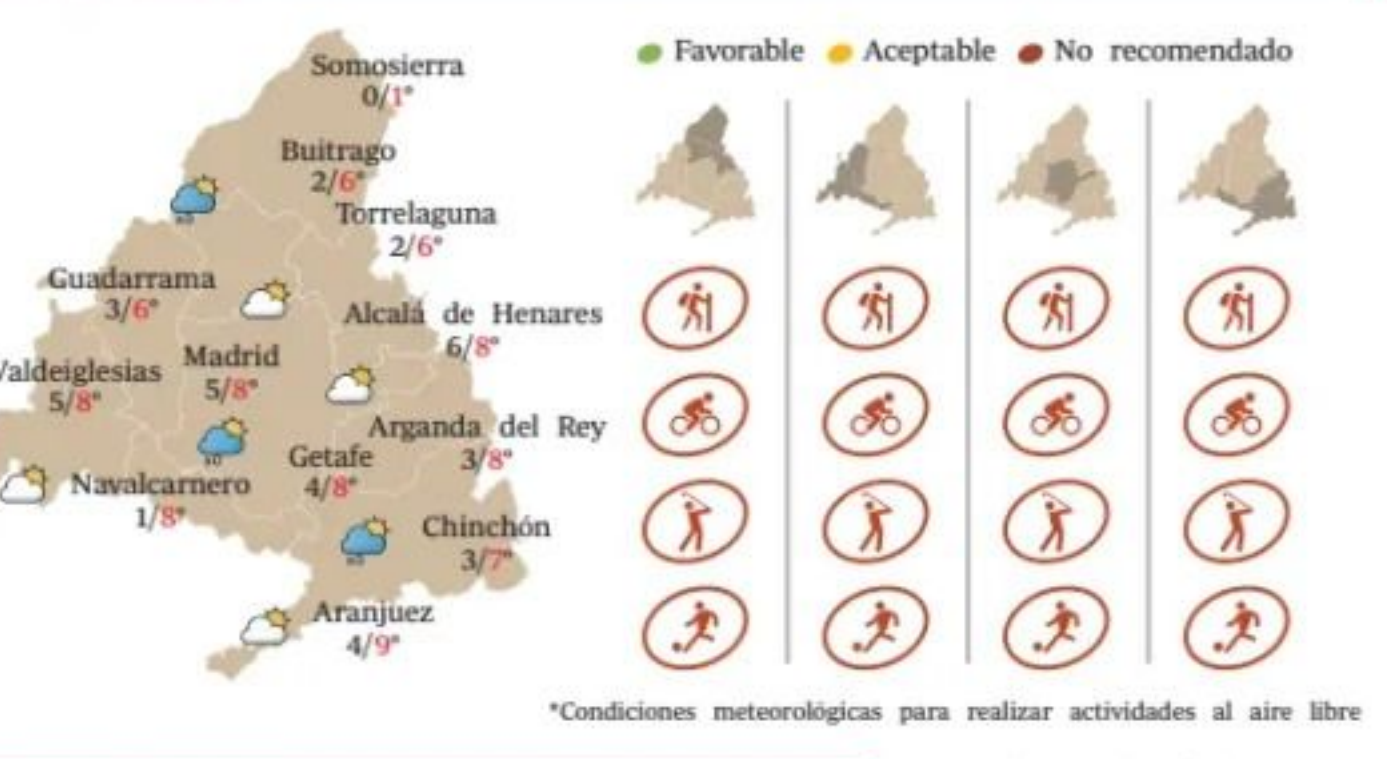 Somosierra
0/1°
Buitrago
2/6°
Torrelaguna
2/6°
Guadarrama
3/6°
Alcalá de Henares
6/8°
Valdeiglesias
5/8°
Madrid
5/8°
Arganda del Rey
3/8°
Getafe
4/8°
Navalcarnero
1/8°
Chinchón
3/7°
Aranjuez
4/9°
Favorable Aceptable No recomendado
*Condiciones meteorológicas para realizar actividades al aire libre